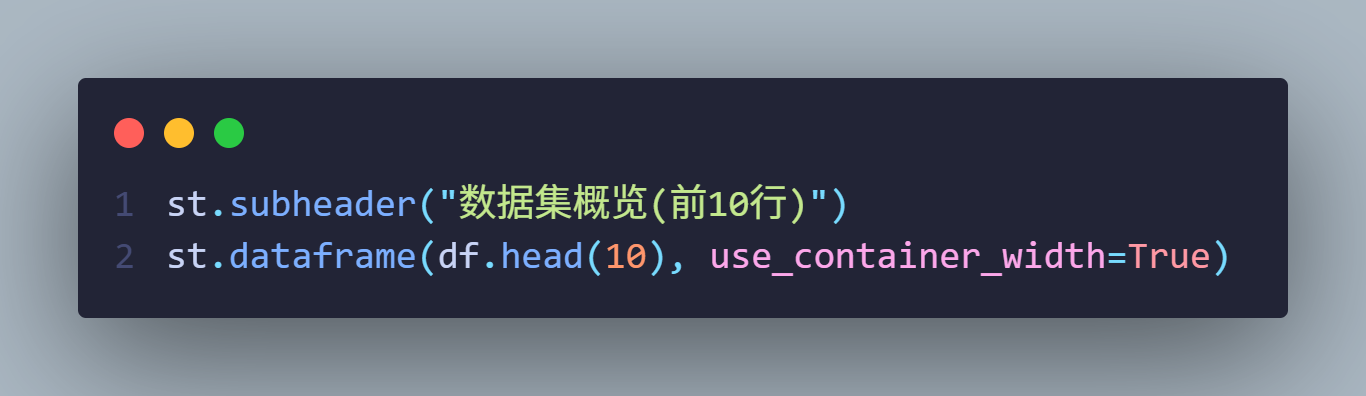 1 st.subheader("数据集概览(前10行)")
2 st.dataframe(df.head(10), use_container_width=True)